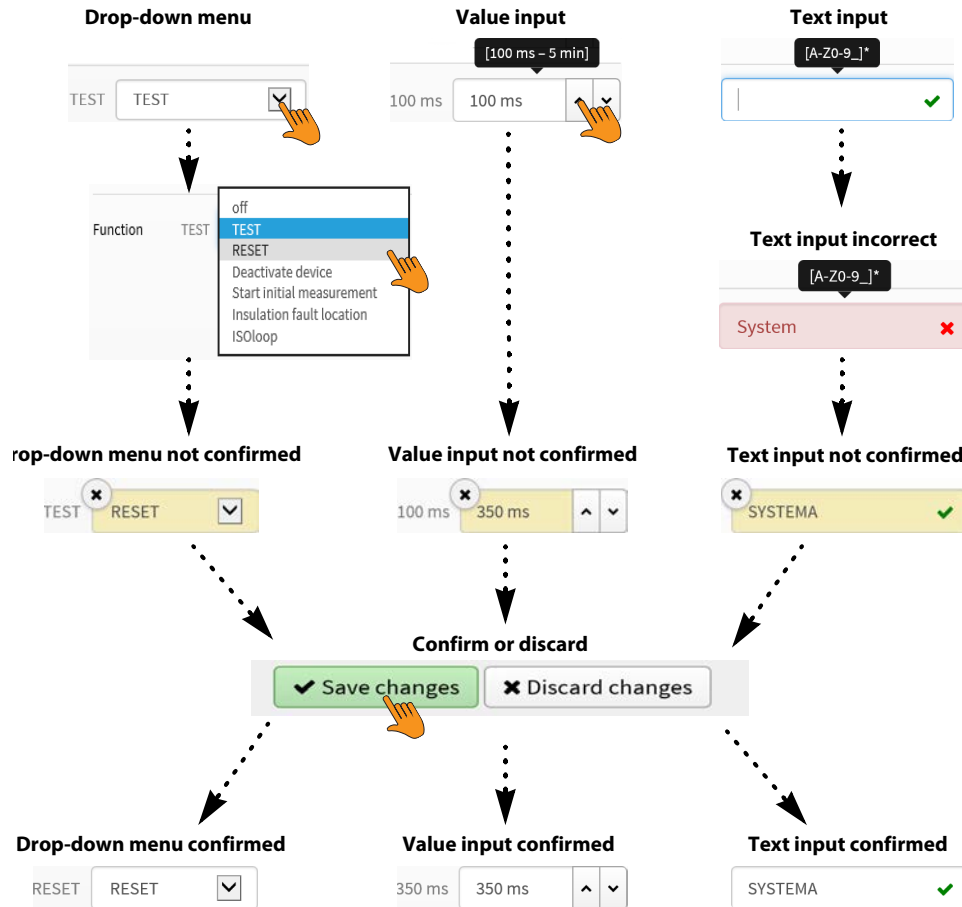 Drop-down menu
Value input
Text input
[100 ms – 5 min]
[A-Z0-9_]*
TEST TEST
100 ms 100 ms
Function TEST
off
TEST
RESET
Deactivate device
Start initial measurement
Insulation fault location
ISOloop
Text input incorrect
[A-Z0-9_]*
System
rop-down menu not confirmed
Value input not confirmed
Text input not confirmed
TEST RESET
100 ms 350 ms
SYSTEMA
Confirm or discard
Save changes
Discard changes
Drop-down menu confirmed
Value input confirmed
Text input confirmed
RESET RESET
350 ms 350 ms
SYSTEMA